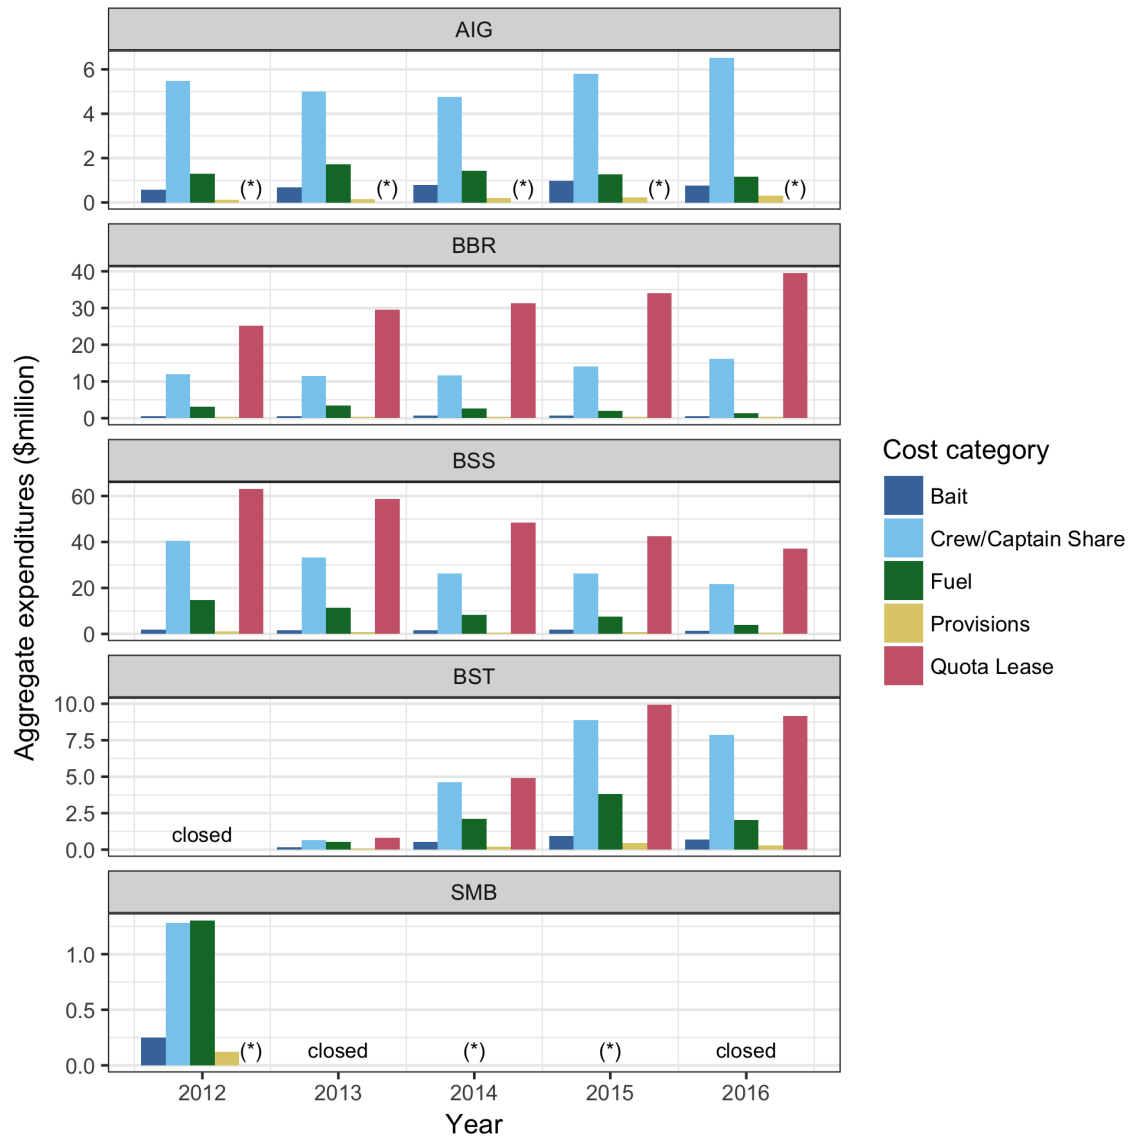 AIG
6
4
2
0
(*) (*) (*) (*) (*)
BBR
40
30
20
10
0
BSS
60
40
20
0
BST
10.0
7.5
5.0
2.5
0.0
closed
SMB
1.0
0.5
0.0
(*) closed (*) (*) closed
2012 2013 2014 2015 2016
Year
Aggregate expenditures ($million)
Cost category
Bait
Crew/Captain Share
Fuel
Provisions
Quota Lease